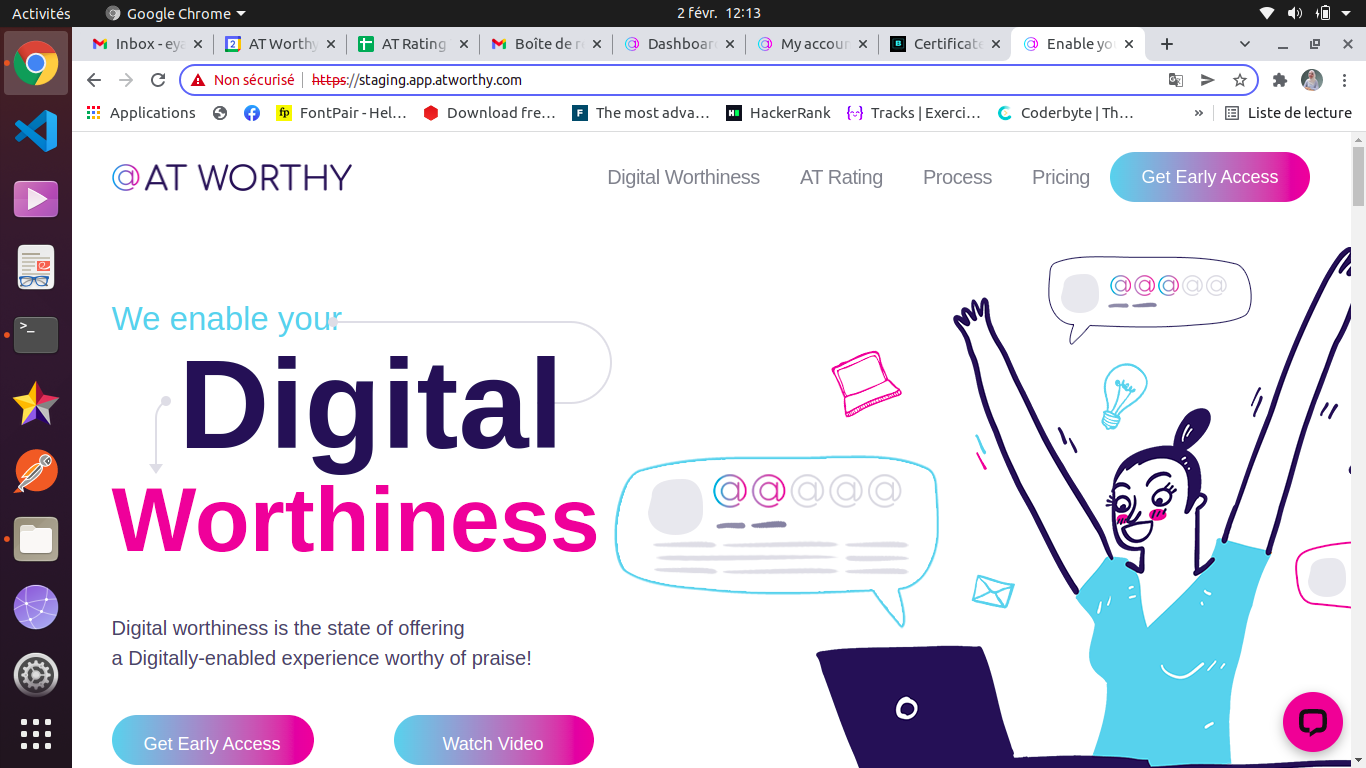 Activités
Google Chrome
2 févr. 12:13
Inbox - eya
AT Worthy
AT Rating
Boîte de r
Dashboar
My accou
Certificate
Enable yo
Non sécurisé
https://staging.app.atworthy.com
Applications
FontPair - Hel…
Download fre…
The most adva…
HackerRank
Tracks | Exerci…
Coderbyte | Th…
»
Liste de lecture
@ AT WORTHY
Digital Worthiness
AT Rating
Process
Pricing
Get Early Access
We enable your
Digital
Worthiness
Digital worthiness is the state of offering
a Digitally-enabled experience worthy of praise!
Get Early Access
Watch Video
@@@@@
@@@@@